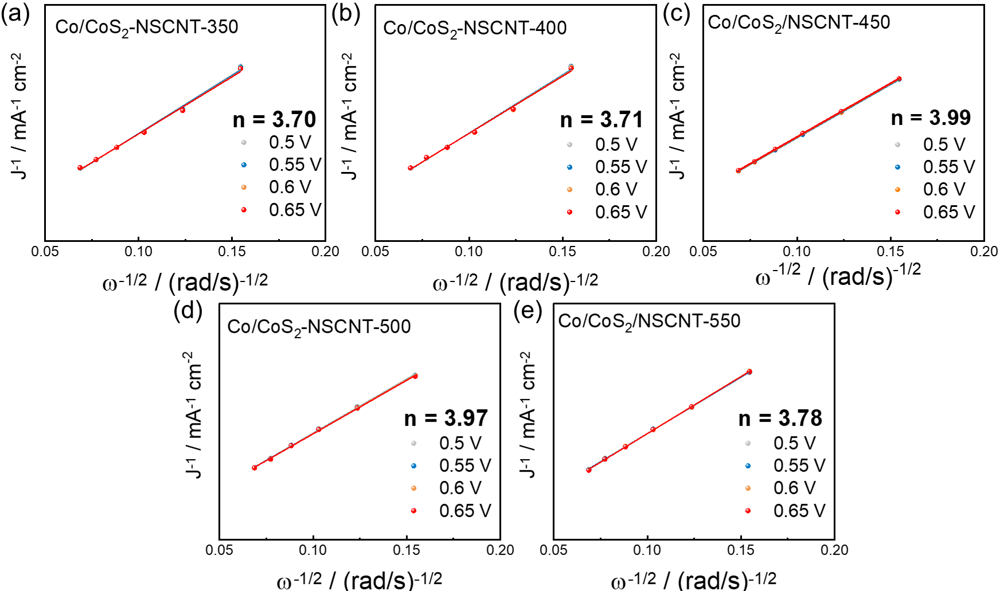 (a)
Co/CoS2-NSCNT-350
J-1 / mA-1 cm-2
n = 3.70
0.5 V
0.55 V
0.6 V
0.65 V
0.05 0.10 0.15 0.20
ω-1/2 / (rad/s)-1/2
(b)
Co/CoS2-NSCNT-400
J-1 / mA-1 cm-2
n = 3.71
0.5 V
0.55 V
0.6 V
0.65 V
0.05 0.10 0.15 0.20
ω-1/2 / (rad/s)-1/2
(c)
Co/CoS2/NSCNT-450
J-1 / mA-1 cm-2
n = 3.99
0.5 V
0.55 V
0.6 V
0.65 V
0.05 0.10 0.15 0.20
ω-1/2 / (rad/s)-1/2
(d)
Co/CoS2-NSCNT-500
J-1 / mA-1 cm-2
n = 3.97
0.5 V
0.55 V
0.6 V
0.65 V
0.05 0.10 0.15 0.20
ω-1/2 / (rad/s)-1/2
(e)
Co/CoS2/NSCNT-550
J-1 / mA-1 cm-2
n = 3.78
0.5 V
0.55 V
0.6 V
0.65 V
0.05 0.10 0.15 0.20
ω-1/2 / (rad/s)-1/2